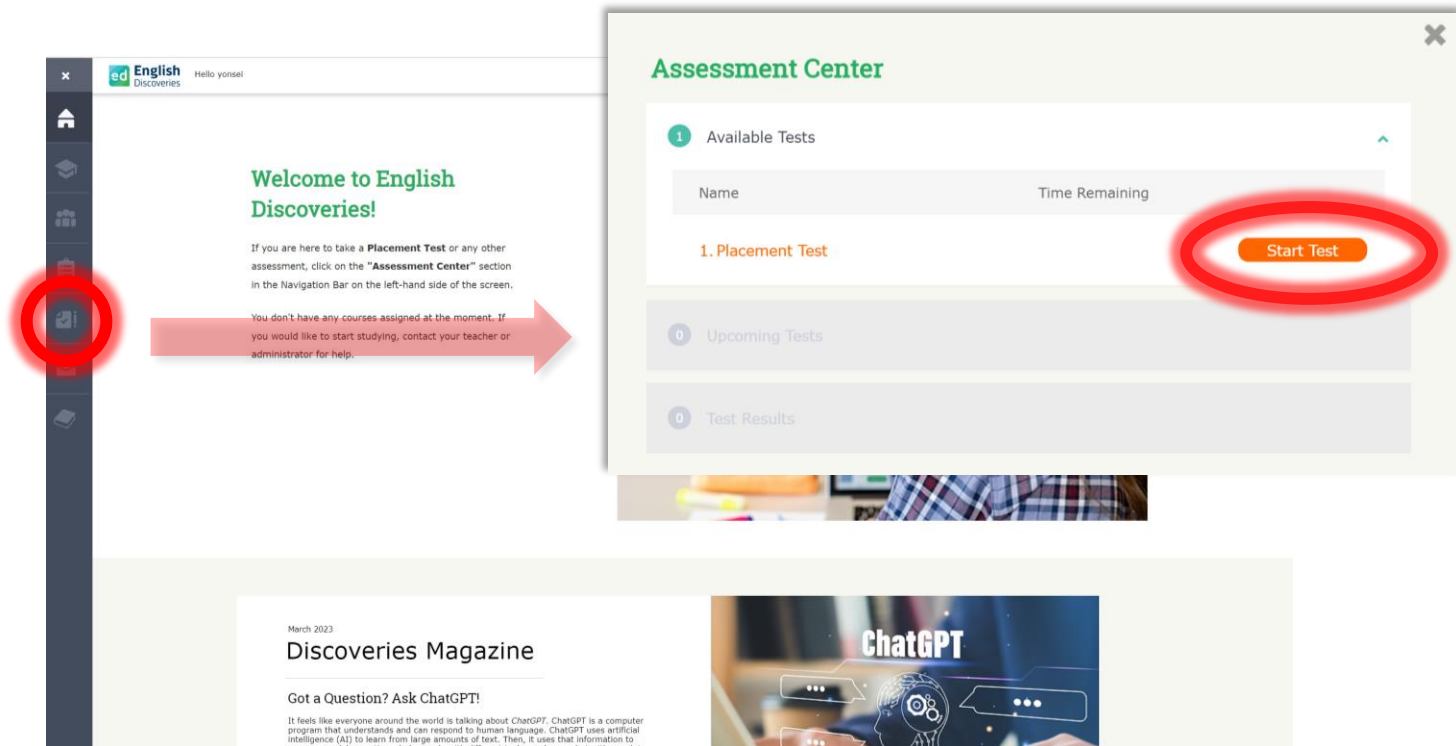 ed English
Discoveries
Hello yonsei
Welcome to English
Discoveries!
If you are here to take a Placement Test or any other
assessment, click on the "Assessment Center" section
in the Navigation Bar on the left-hand side of the screen.
You don't have any courses assigned at the moment. If
you would like to start studying, contact your teacher or
administrator for help.
Assessment Center
1 Available Tests
Name Time Remaining
1. Placement Test Start Test
0 Upcoming Tests
0 Test Results
March 2023
Discoveries Magazine
Got a Question? Ask ChatGPT!
It feels like everyone around the world is talking about ChatGPT. ChatGPT is a computer
program that understands and can respond to human language. ChatGPT uses artificial
intelligence (AI) to learn from large amounts of text. Then, it uses that information to
ChatGPT